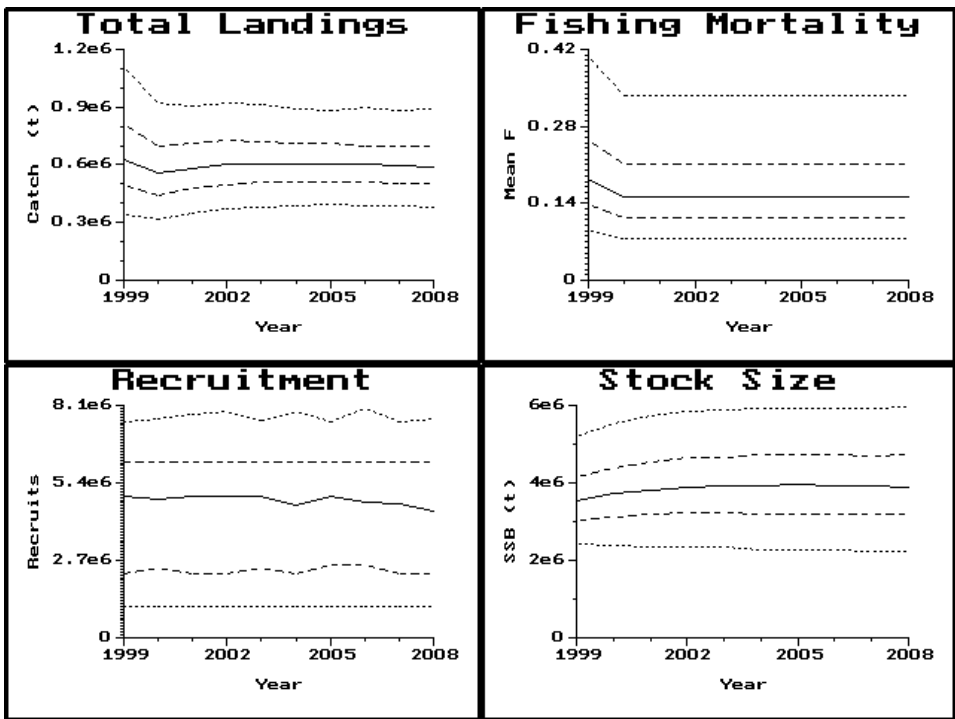 Total Landings
1.2e6
0.9e6
0.6e6
0.3e6
0
Catch (t)
1999 2002 2005 2008
Year
Fishing Mortality
0.42
0.28
0.14
0
Mean F
1999 2002 2005 2008
Year
Recruitment
8.1e6
5.4e6
2.7e6
0
Recruits
1999 2002 2005 2008
Year
Stock Size
6e6
4e6
2e6
0
SSB (t)
1999 2002 2005 2008
Year